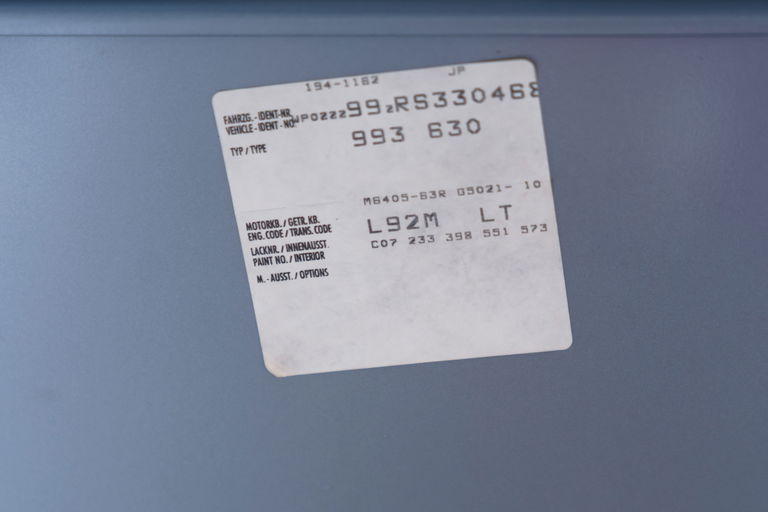 194-1182 JP
FAHRZG.-IDENT-NR. WP0ZZZ99ZRS330468
VEHICLE-IDENT-NO.
TYP / TYPE 993 630
M6405-63R G5021- 10
MOTORKB. / GETR. KB. L92M LT
ENG. CODE / TRANS. CODE
C07 233 398 551 573
LACKNR. / INNENAUSST.
PAINT NO. / INTERIOR
M. - AUSST. / OPTIONS